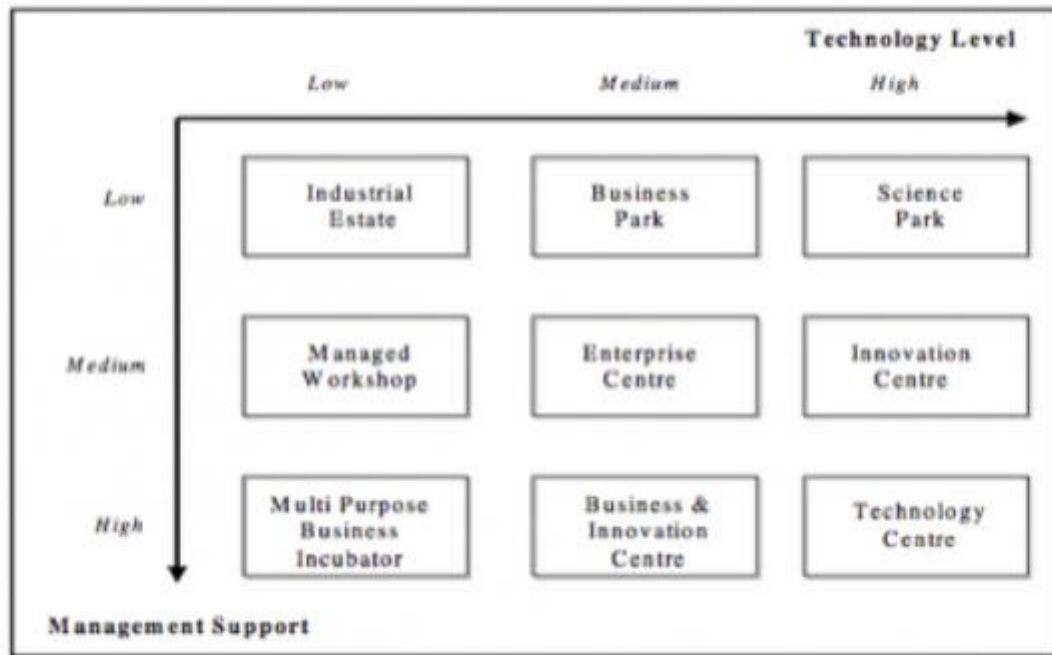 Technology Level
Low Medium High
Low
Industrial
Estate
Business
Park
Science
Park
Medium
Managed
Workshop
Enterprise
Centre
Innovation
Centre
High
Multi Purpose
Business
Incubator
Business &
Innovation
Centre
Technology
Centre
Management Support